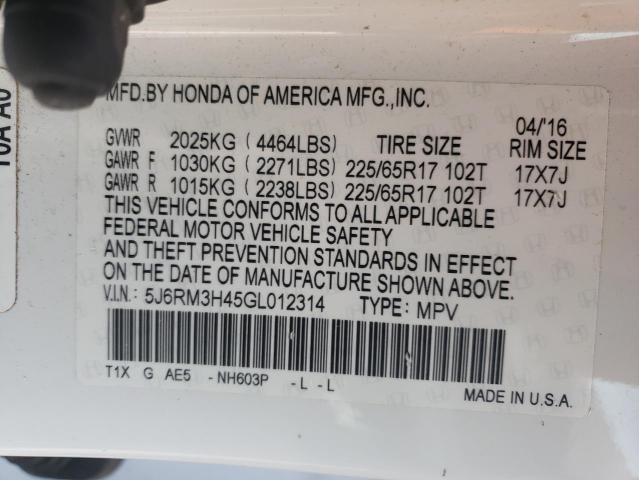 MFD.BY HONDA OF AMERICA MFG.,INC.
04/'16
GVWR 2025KG ( 4464LBS) TIRE SIZE RIM SIZE
GAWR F 1030KG ( 2271LBS) 225/65R17 102T 17X7J
GAWR R 1015KG ( 2238LBS) 225/65R17 102T 17X7J
THIS VEHICLE CONFORMS TO ALL APPLICABLE
FEDERAL MOTOR VEHICLE SAFETY
AND THEFT PREVENTION STANDARDS IN EFFECT
ON THE DATE OF MANUFACTURE SHOWN ABOVE.
V.I.N: 5J6RM3H45GL012314 TYPE: MPV
T1X G AE5 - NH603P - L - L
MADE IN U.S.A.